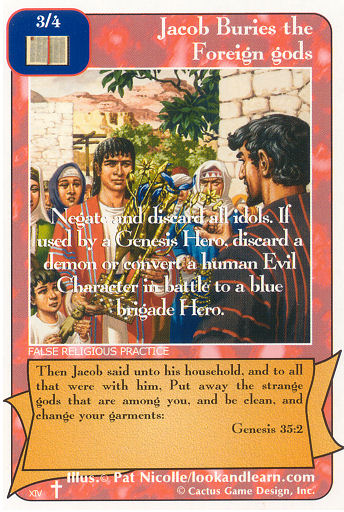 3/4
Jacob Buries the
Foreign gods
Negate and discard all idols. If
used by a Genesis Hero, discard a
demon or convert a human Evil
Character in battle to a blue
brigade Hero.
FALSE RELIGIOUS PRACTICE
Then Jacob said unto his household, and to all
that were with him, Put away the strange
gods that are among you, and be clean, and
change your garments:
Genesis 35:2
Illus.© Pat Nicolle/lookandlearn.com
XIV
© Cactus Game Design, Inc.